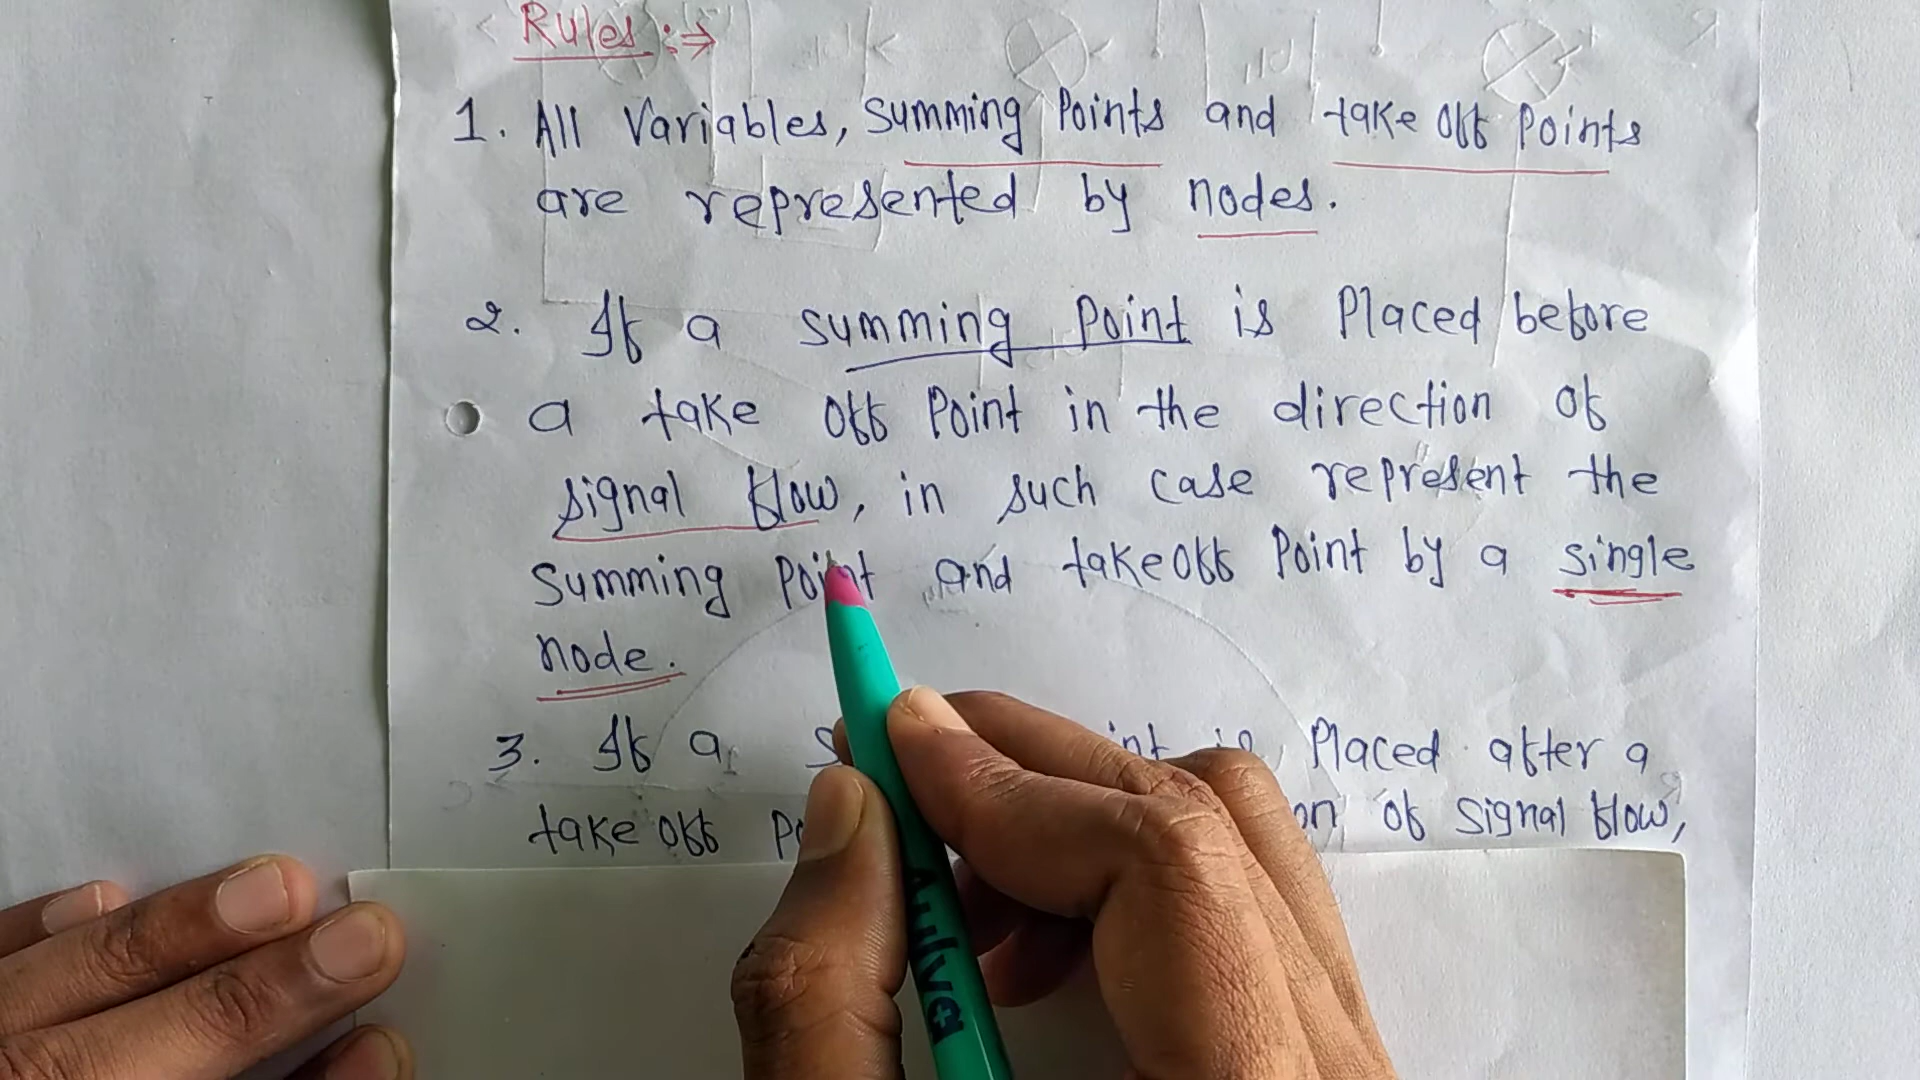 Rules :⇒
1. All Variables, Summing Points and take off Points
are represented by nodes.
2. If a summing Point is Placed before
a take off Point in the direction of
signal flow, in such case represent the
Summing Point and takeoff Point by a single
node.
3. If a is Placed after a
take off of signal flow,